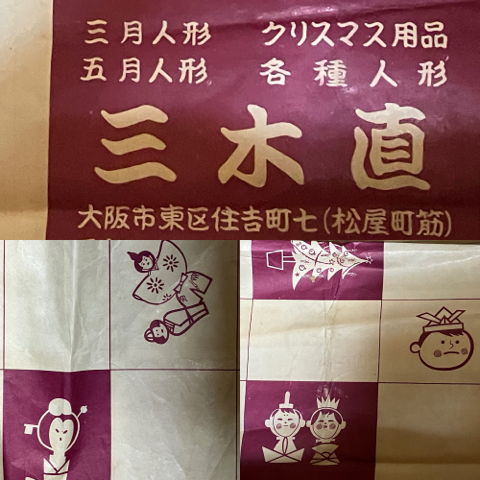 三月人形 クリスマス用品
五月人形 各種人形
三木直
大阪市東区住吉町七(松屋町筋)